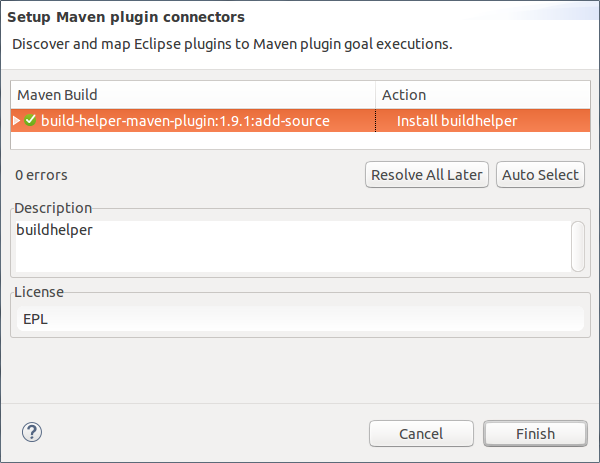 Setup Maven plugin connectors
Discover and map Eclipse plugins to Maven plugin goal executions.
Maven Build Action
build-helper-maven-plugin:1.9.1:add-source Install buildhelper
0 errors Resolve All Later Auto Select
Description
buildhelper
License
EPL
? Cancel Finish